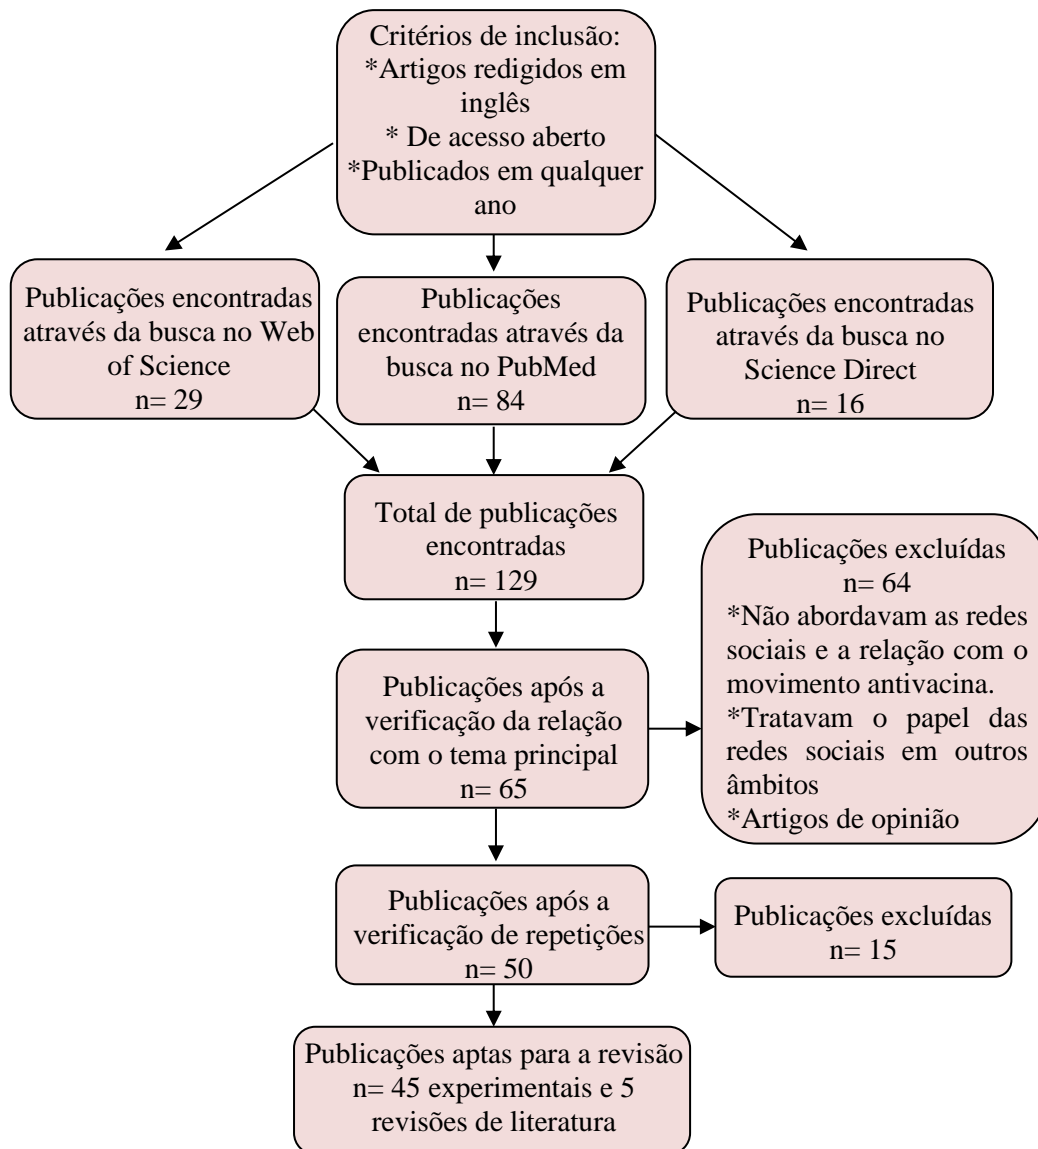 Critérios de inclusão:
*Artigos redigidos em
inglês
* De acesso aberto
*Publicados em qualquer
ano
Publicações encontradas
através da busca no Web
of Science
n= 29
Publicações
encontradas através da
busca no PubMed
n= 84
Publicações encontradas
através da busca no
Science Direct
n= 16
Total de publicações
encontradas
n= 129
Publicações após a
verificação da relação
com o tema principal
n= 65
Publicações excluídas
n= 64
*Não abordavam as redes
sociais e a relação com o
movimento antivacina.
*Tratavam o papel das
redes sociais em outros
âmbitos
*Artigos de opinião
Publicações após a
verificação de repetições
n= 50
Publicações excluídas
n= 15
Publicações aptas para a revisão
n= 45 experimentais e 5
revisões de literatura